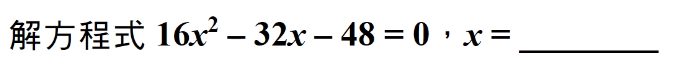 解方程式 16x² – 32x – 48 = 0，x = ________